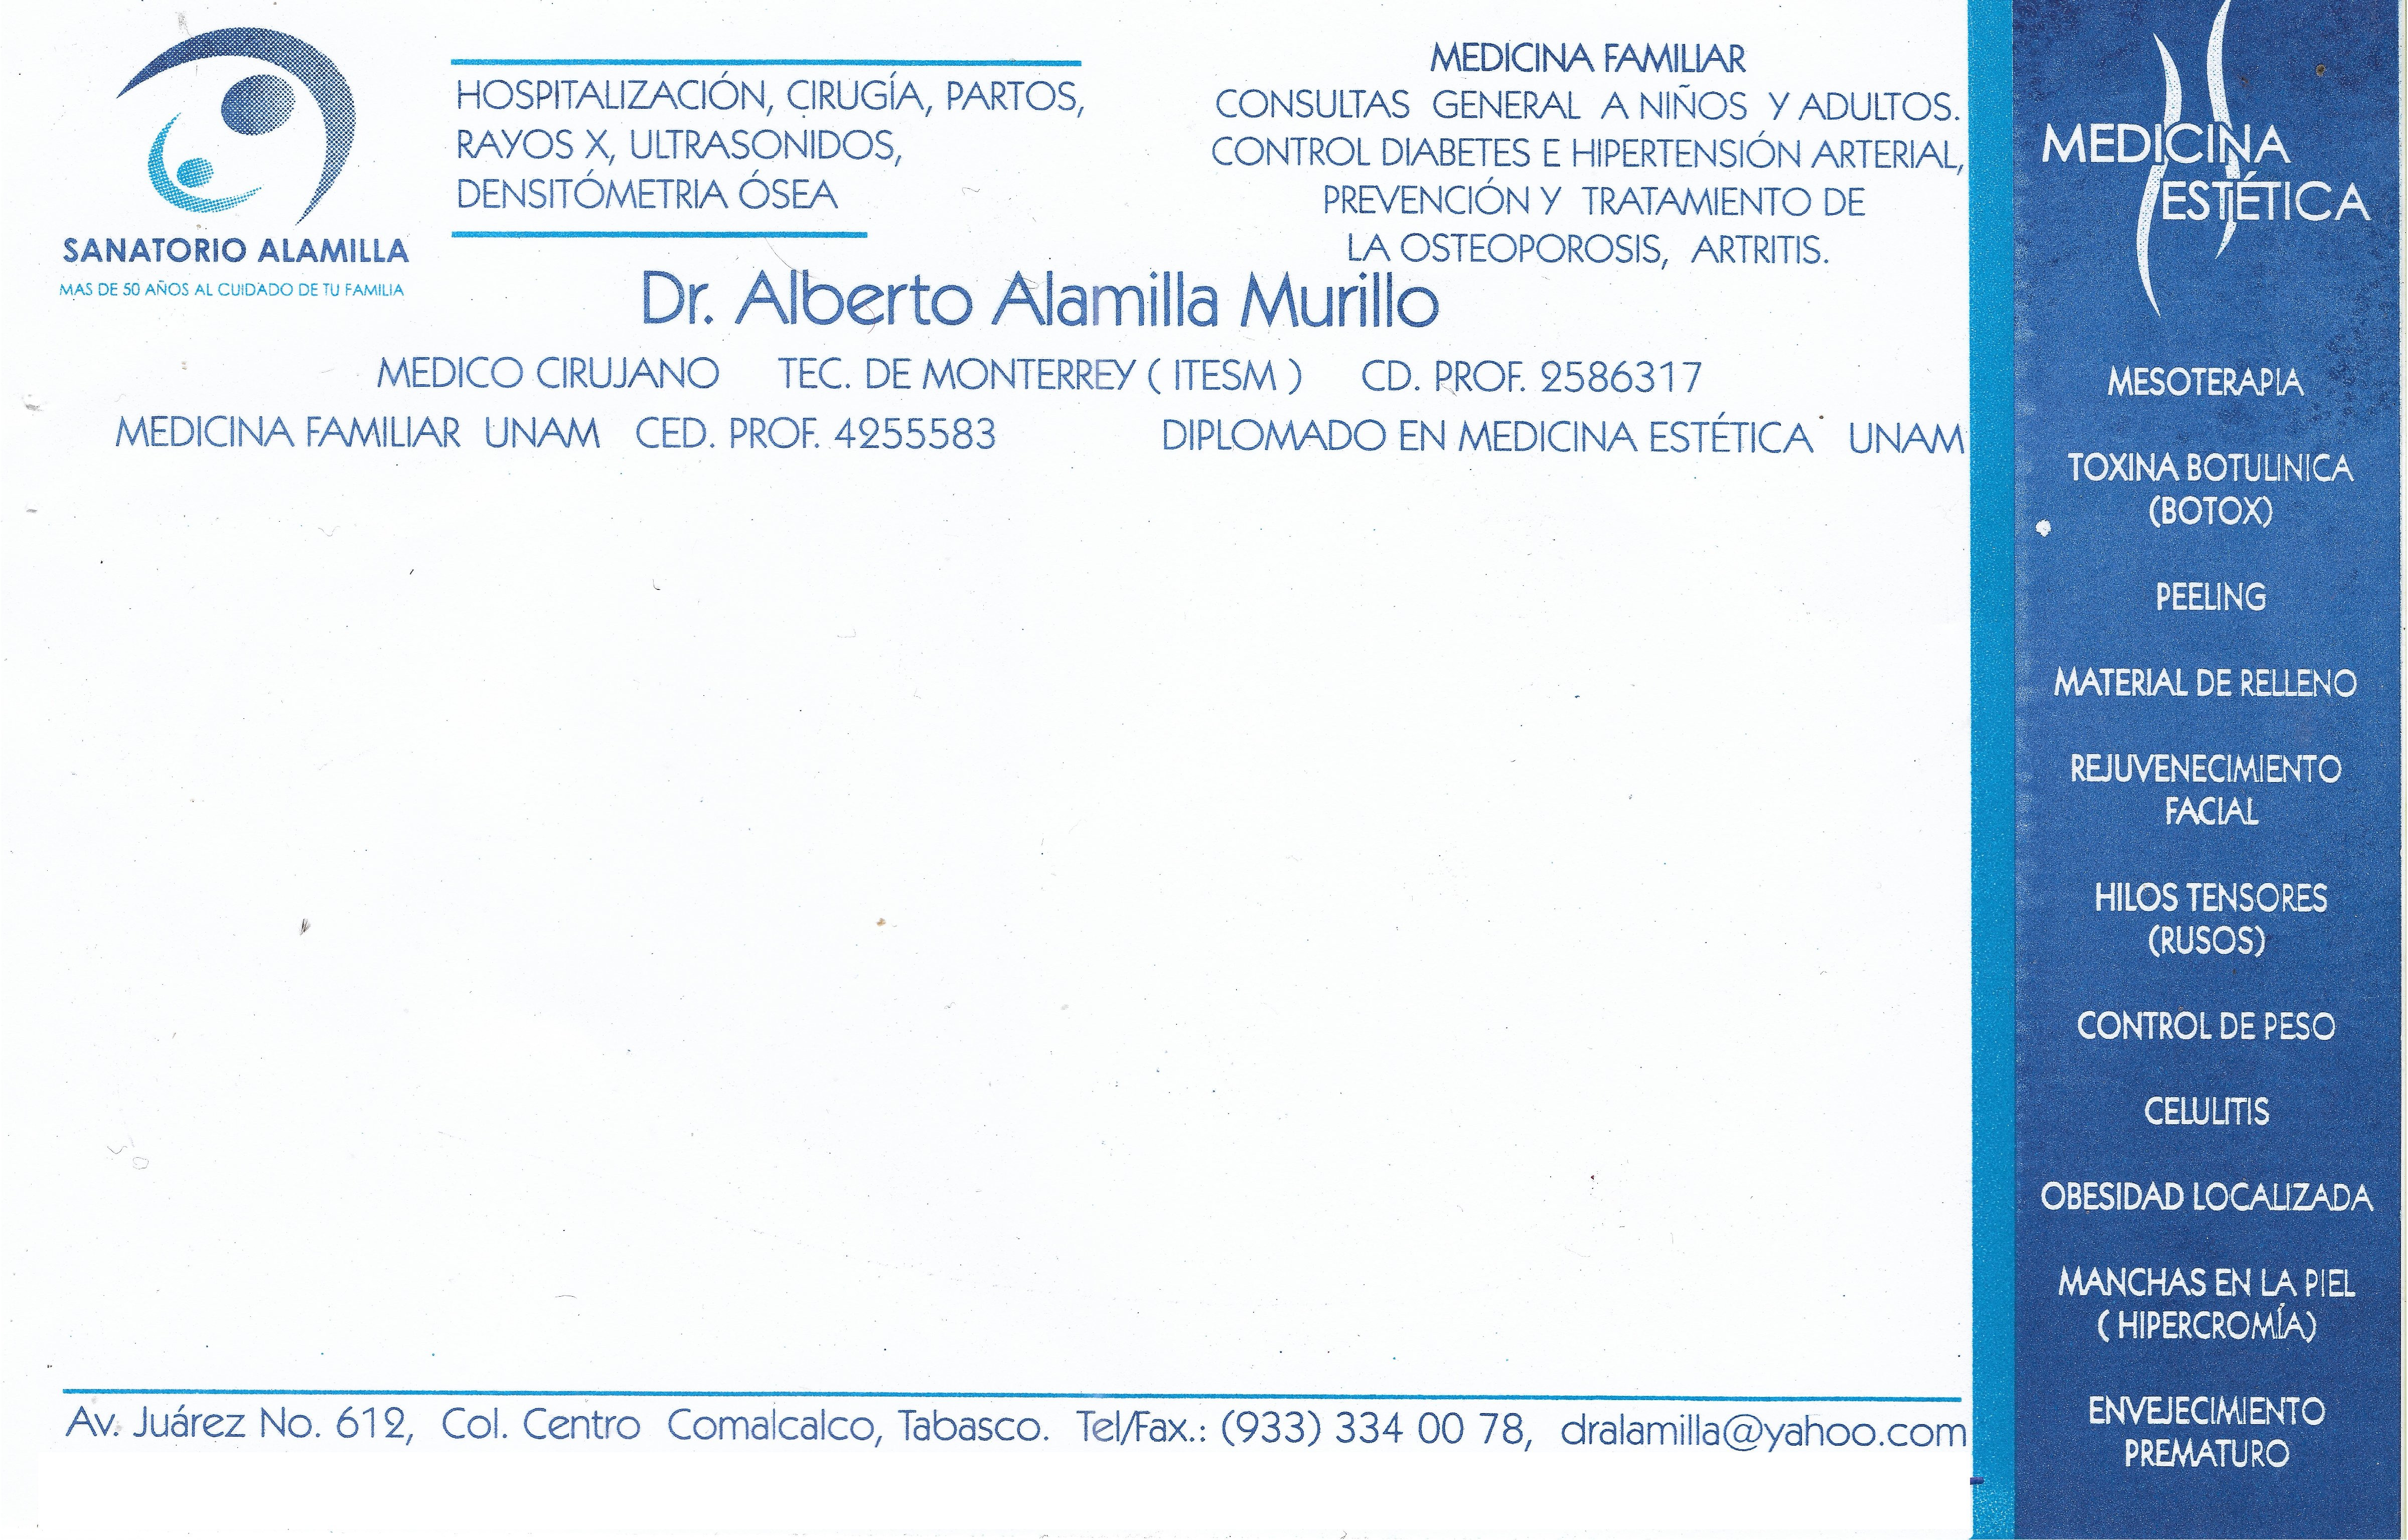 SANATORIO ALAMILLA
MAS DE 50 AÑOS AL CUIDADO DE TU FAMILIA
HOSPITALIZACIÓN, CIRUGÍA, PARTOS,
RAYOS X, ULTRASONIDOS,
DENSITÓMETRIA ÓSEA
MEDICINA FAMILIAR
CONSULTAS GENERAL A NIÑOS Y ADULTOS.
CONTROL DIABETES E HIPERTENSIÓN ARTERIAL,
PREVENCIÓN Y TRATAMIENTO DE
LA OSTEOPOROSIS, ARTRITIS.
Dr. Alberto Alamilla Murillo
MEDICO CIRUJANO TEC. DE MONTERREY ( ITESM ) CD. PROF. 2586317
MEDICINA FAMILIAR UNAM CED. PROF. 4255583 DIPLOMADO EN MEDICINA ESTÉTICA UNAM
Av. Juárez No. 612, Col. Centro Comalcalco, Tabasco. Tel/Fax.: (933) 334 00 78, dralamilla@yahoo.com
MEDICINA
ESTÉTICA
MESOTERAPIA
TOXINA BOTULINICA
(BOTOX)
PEELING
MATERIAL DE RELLENO
REJUVENECIMIENTO
FACIAL
HILOS TENSORES
(RUSOS)
CONTROL DE PESO
CELULITIS
OBESIDAD LOCALIZADA
MANCHAS EN LA PIEL
( HIPERCROMÍA)
ENVEJECIMIENTO
PREMATURO